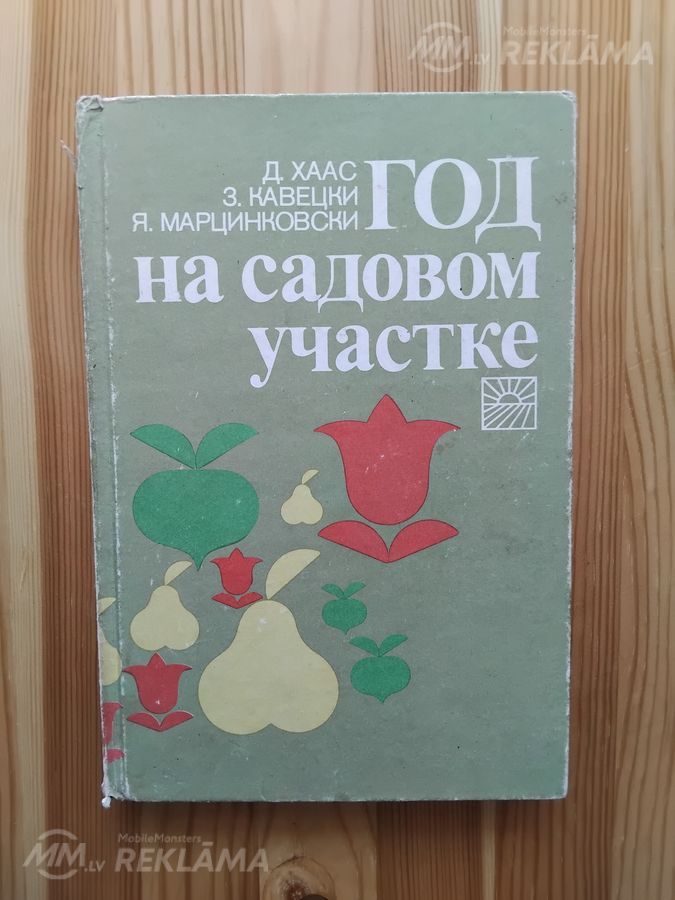 MobileMonsters
MM.LV REKLĀMA
Д. ХААС
З. КАВЕЦКИ
Я. МАРЦИНКОВСКИ
ГОД
на садовом
участке
MobileMonsters
MM.LV REKLĀMA